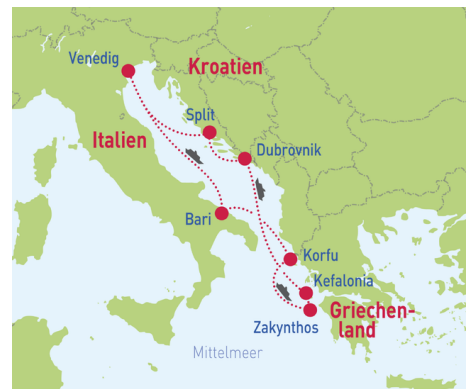 Venedig
Kroatien
Split
Italien
Dubrovnik
Bari
Korfu
Kefalonia
Griechen-
land
Zakynthos
Mittelmeer